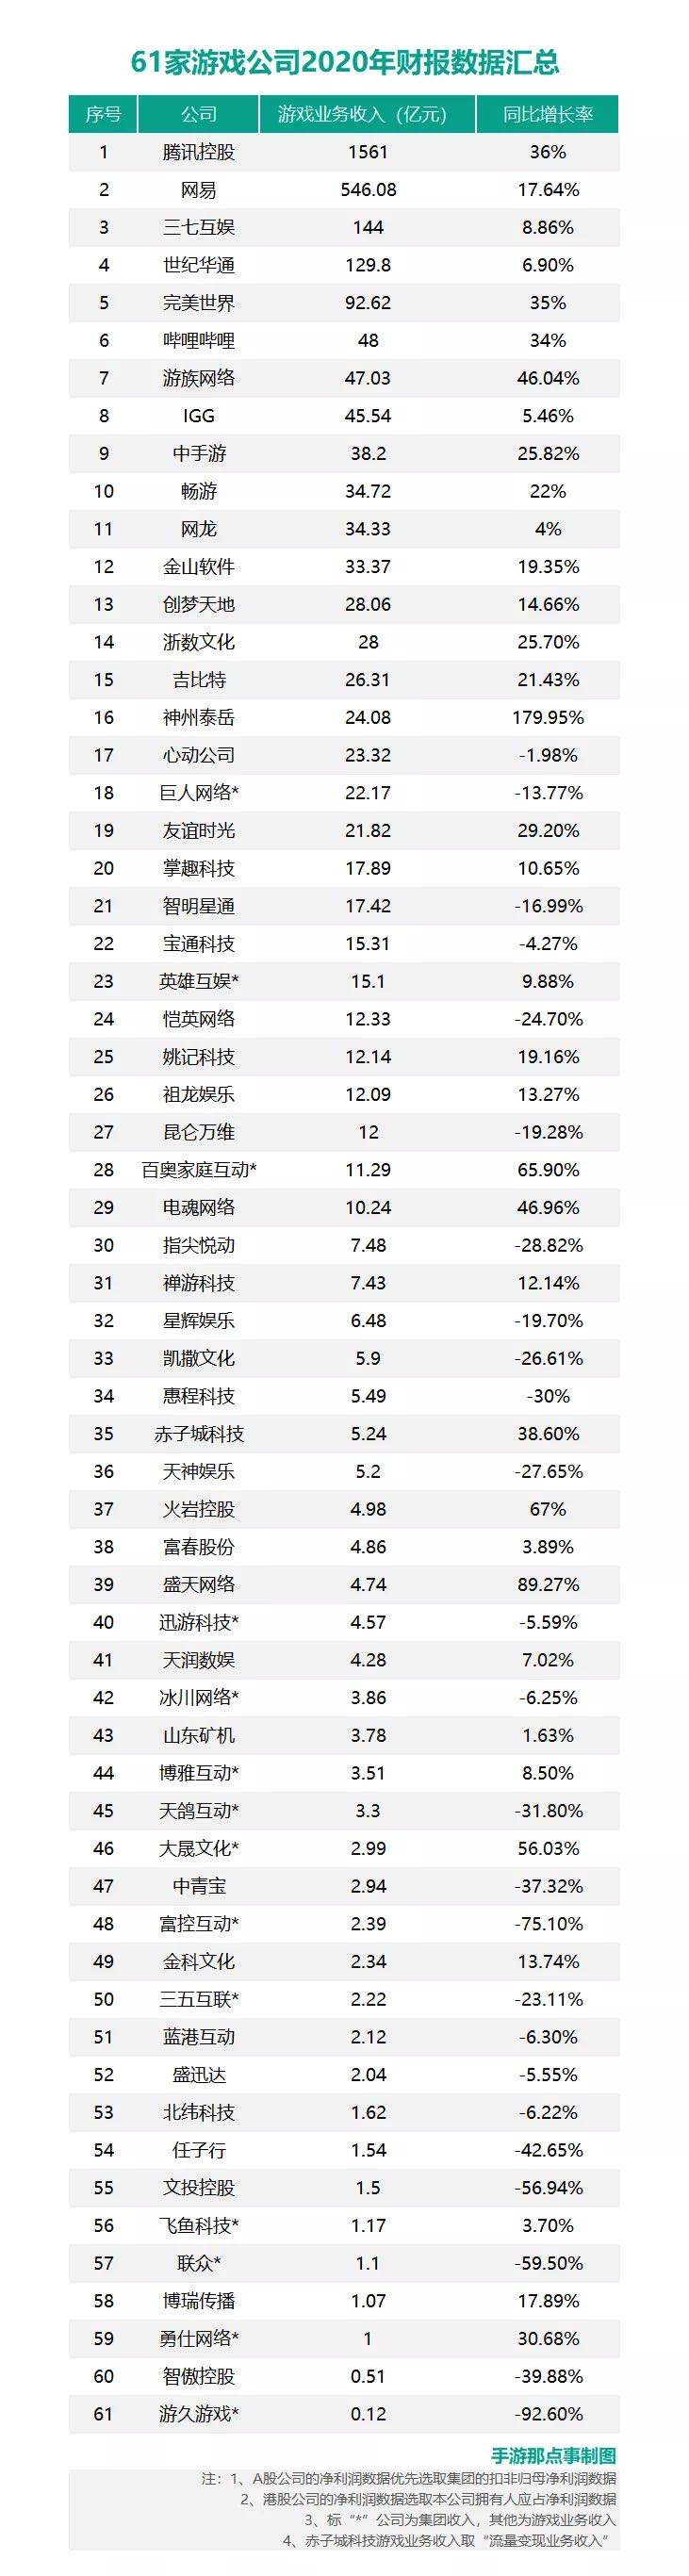 61家游戏公司2020年财报数据汇总
序号 公司 游戏业务收入（亿元） 同比增长率
1 腾讯控股 1561 36%
2 网易 546.08 17.64%
3 三七互娱 144 8.86%
4 世纪华通 129.8 6.90%
5 完美世界 92.62 35%
6 哔哩哔哩 48 34%
7 游族网络 47.03 46.04%
8 IGG 45.54 5.46%
9 中手游 38.2 25.82%
10 畅游 34.72 22%
11 网龙 34.33 4%
12 金山软件 33.37 19.35%
13 创梦天地 28.06 14.66%
14 浙数文化 28 25.70%
15 吉比特 26.31 21.43%
16 神州泰岳 24.08 179.95%
17 心动公司 23.32 -1.98%
18 巨人网络* 22.17 -13.77%
19 友谊时光 21.82 29.20%
20 掌趣科技 17.89 10.65%
21 智明星通 17.42 -16.99%
22 宝通科技 15.31 -4.27%
23 英雄互娱* 15.1 9.88%
24 恺英网络 12.33 -24.70%
25 姚记科技 12.14 19.16%
26 祖龙娱乐 12.09 13.27%
27 昆仑万维 12 -19.28%
28 百奥家庭互动* 11.29 65.90%
29 电魂网络 10.24 46.96%
30 指尖悦动 7.48 -28.82%
31 禅游科技 7.43 12.14%
32 星辉娱乐 6.48 -19.70%
33 凯撒文化 5.9 -26.61%
34 惠程科技 5.49 -30%
35 赤子城科技 5.24 38.60%
36 天神娱乐 5.2 -27.65%
37 火岩控股 4.98 67%
38 富春股份 4.86 3.89%
39 盛天网络 4.74 89.27%
40 迅游科技* 4.57 -5.59%
41 天润数娱 4.28 7.02%
42 冰川网络* 3.86 -6.25%
43 山东矿机 3.78 1.63%
44 博雅互动* 3.51 8.50%
45 天鸽互动* 3.3 -31.80%
46 大晟文化* 2.99 56.03%
47 中青宝 2.94 -37.32%
48 富控互动* 2.39 -75.10%
49 金科文化 2.34 13.74%
50 三五互联* 2.22 -23.11%
51 蓝港互动 2.12 -6.30%
52 盛迅达 2.04 -5.55%
53 北纬科技 1.62 -6.22%
54 任子行 1.54 -42.65%
55 文投控股 1.5 -56.94%
56 飞鱼科技* 1.17 3.70%
57 联众* 1.1 -59.50%
58 博瑞传播 1.07 17.89%
59 勇仕网络* 1 30.68%
60 智傲控股 0.51 -39.88%
61 游久游戏* 0.12 -92.60%
手游那点事制图
注：1、A股公司的净利润数据优先选取集团的扣非归母净利润数据
2、港股公司的净利润数据选取本公司拥有人应占净利润数据
3、标“*”公司为集团收入，其他为游戏业务收入
4、赤子城科技游戏业务收入取“流量变现业务收入”